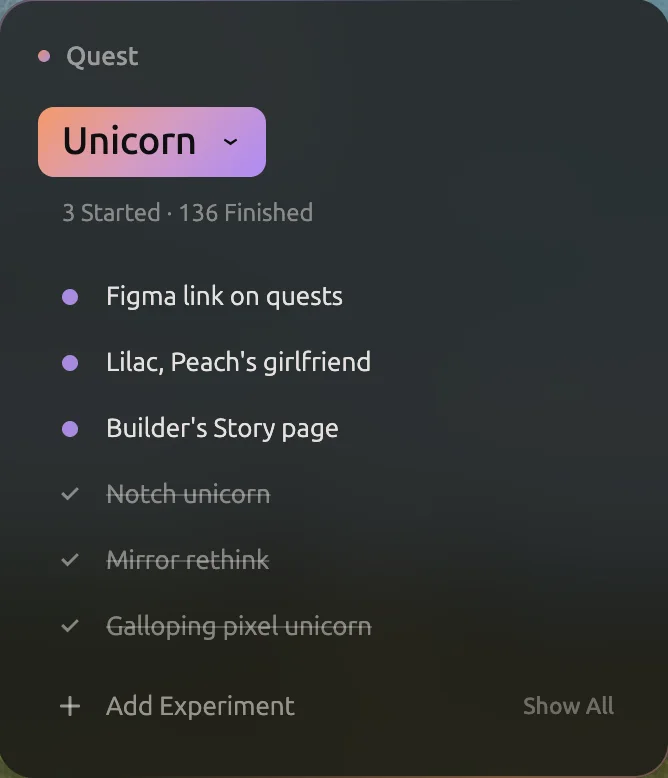 Quest
Unicorn
3 Started · 136 Finished
Figma link on quests
Lilac, Peach's girlfriend
Builder's Story page
Notch unicorn
Mirror rethink
Galloping pixel unicorn
Add Experiment
Show All